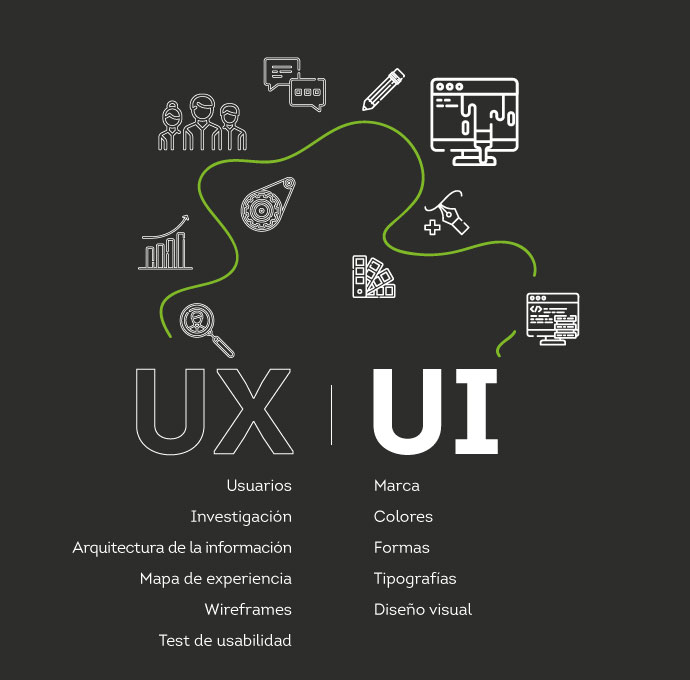 UX
UI
Usuarios
Investigación
Arquitectura de la información
Mapa de experiencia
Wireframes
Test de usabilidad
Marca
Colores
Formas
Tipografías
Diseño visual